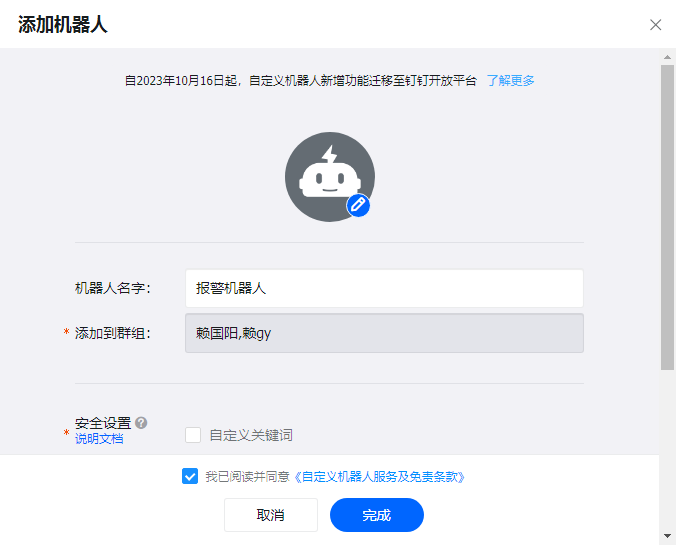 添加机器人
自2023年10月16日起，自定义机器人新增功能迁移至钉钉开放平台 了解更多
机器人名字：
报警机器人
* 添加到群组：
赖国阳,赖gy
* 安全设置 ?
说明文档
自定义关键词
我已阅读并同意《自定义机器人服务及免责条款》
取消
完成